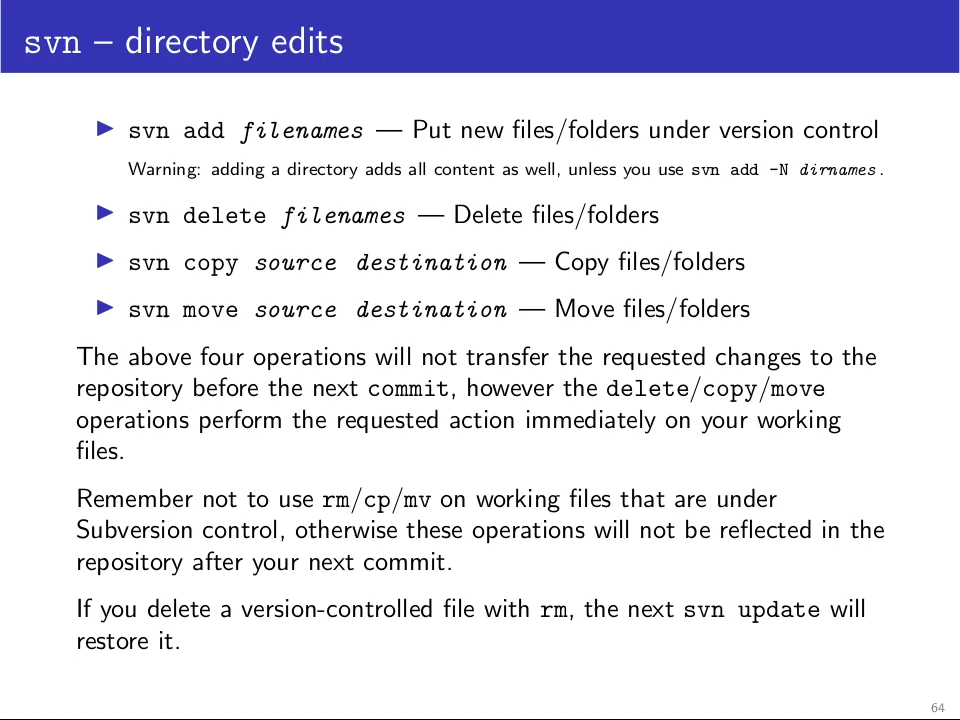 svn – directory edits
▶ svn add filenames — Put new files/folders under version control
Warning: adding a directory adds all content as well, unless you use svn add -N dirnames.
▶ svn delete filenames — Delete files/folders
▶ svn copy source destination — Copy files/folders
▶ svn move source destination — Move files/folders
The above four operations will not transfer the requested changes to the
repository before the next commit, however the delete/copy/move
operations perform the requested action immediately on your working
files.
Remember not to use rm/cp/mv on working files that are under
Subversion control, otherwise these operations will not be reflected in the
repository after your next commit.
If you delete a version-controlled file with rm, the next svn update will
restore it.
64